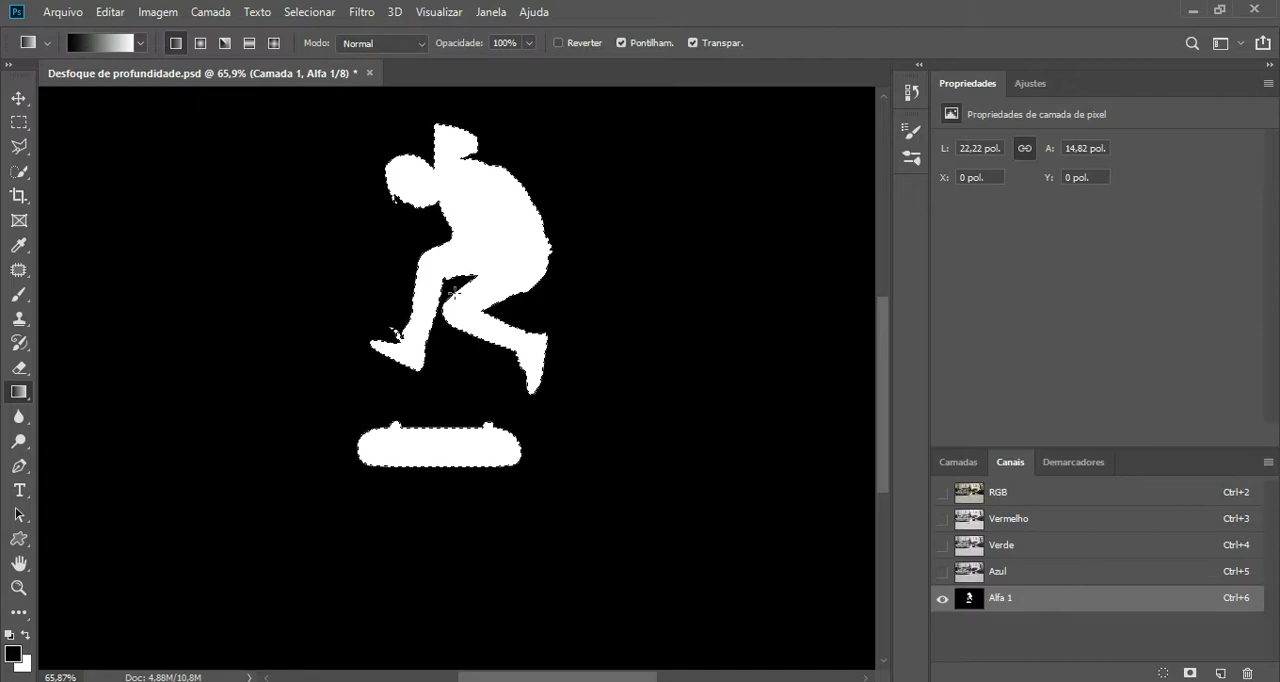 Ps Arquivo Editar Imagem Camada Texto Selecionar Filtro 3D Visualizar Janela Ajuda
Modo: Normal Opacidade: 100% Reverter Pontilham. Transpar.
Desfoque de profundidade.psd @ 65,9% (Camada 1, Alfa 1/8) * ×
Propriedades Ajustes
Propriedades de camada de pixel
L: 22,22 pol. A: 14,82 pol.
X: 0 pol. Y: 0 pol.
Camadas Canais Demarcadores
RGB Ctrl+2
Vermelho Ctrl+3
Verde Ctrl+4
Azul Ctrl+5
Alfa 1 Ctrl+6
65,87% Doc: 4,88M/10,8M